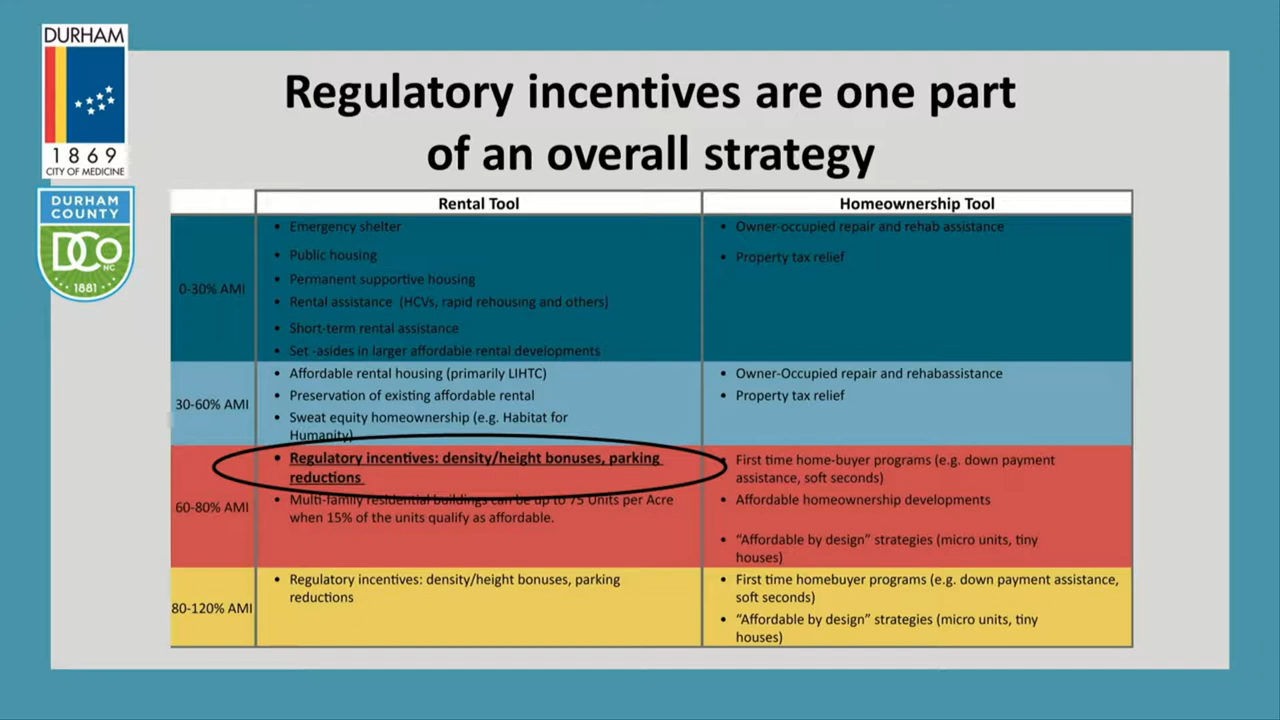 DURHAM
1869
CITY OF MEDICINE
DURHAM
COUNTY
DCO
NC
1881
Regulatory incentives are one part
of an overall strategy
Rental Tool
Homeownership Tool
0-30% AMI
• Emergency shelter
• Public housing
• Permanent supportive housing
• Rental assistance (HCVs, rapid rehousing and others)
• Short-term rental assistance
• Set -asides in larger affordable rental developments
• Owner-occupied repair and rehab assistance
• Property tax relief
30-60% AMI
• Affordable rental housing (primarily LIHTC)
• Preservation of existing affordable rental
• Sweat equity homeownership (e.g. Habitat for
Humanity)
• Owner-Occupied repair and rehabassistance
• Property tax relief
60-80% AMI
• Regulatory incentives: density/height bonuses, parking
reductions
• Multi-family residential buildings can be up to 75 Units per Acre
when 15% of the units qualify as affordable.
• First time home-buyer programs (e.g. down payment
assistance, soft seconds)
• Affordable homeownership developments
• “Affordable by design” strategies (micro units, tiny
houses)
80-120% AMI
• Regulatory incentives: density/height bonuses, parking
reductions
• First time homebuyer programs (e.g. down payment assistance,
soft seconds)
• “Affordable by design” strategies (micro units, tiny
houses)